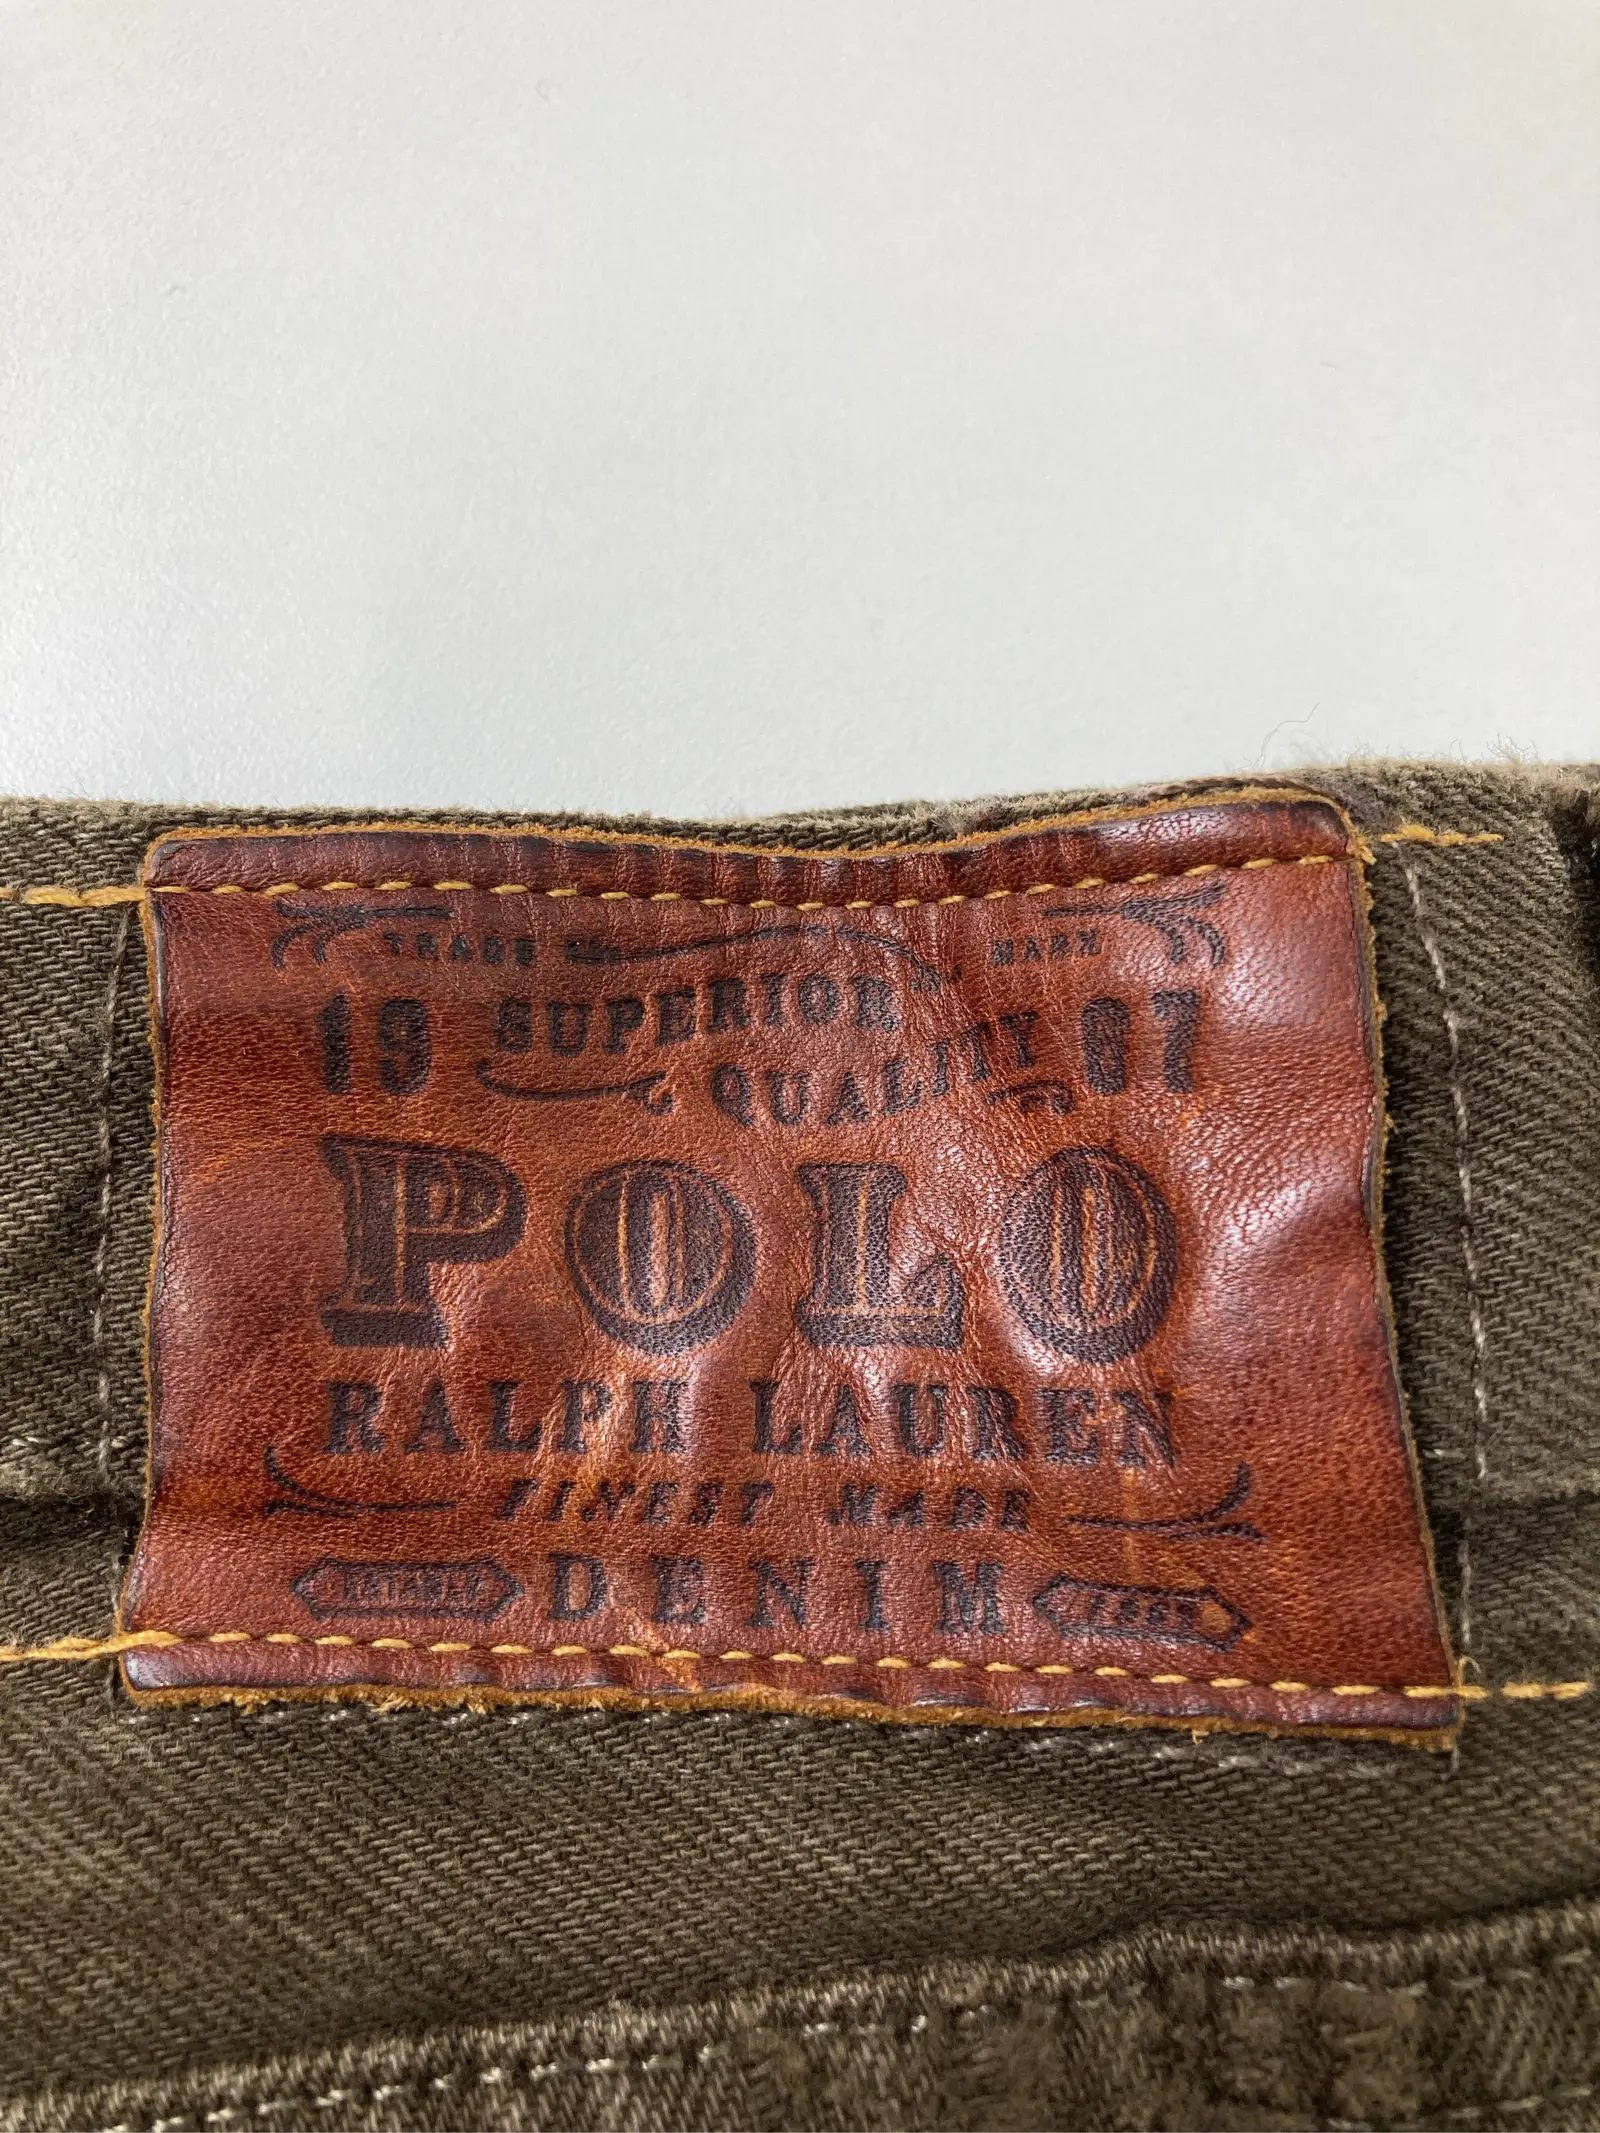 TRADE MARK
19 SUPERIOR QUALITY 67
POLO
RALPH LAUREN
FINEST MADE
DENIM